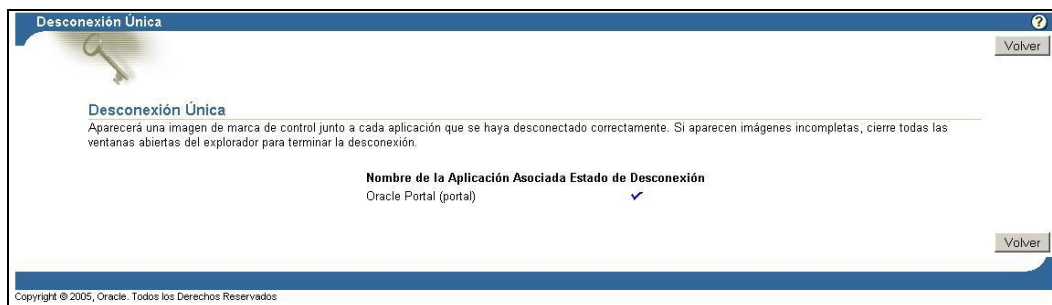 Desconexión Única
?
Volver
Desconexión Única
Aparecerá una imagen de marca de control junto a cada aplicación que se haya desconectado correctamente. Si aparecen imágenes incompletas, cierre todas las
ventanas abiertas del explorador para terminar la desconexión.
Nombre de la Aplicación Asociada Estado de Desconexión
Oracle Portal (portal)
Volver
Copyright © 2005, Oracle. Todos los Derechos Reservados